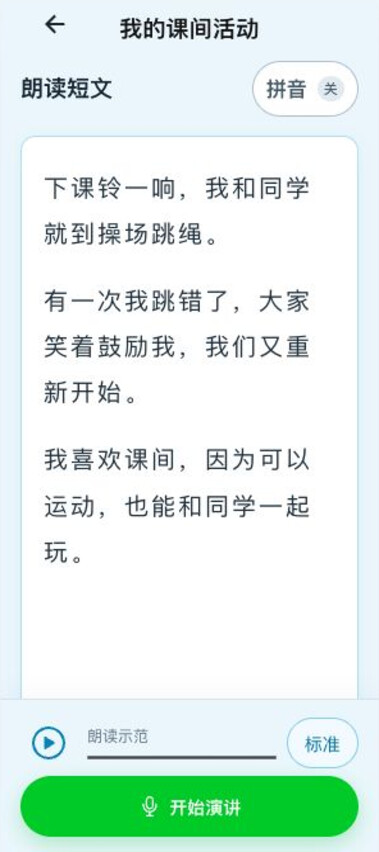 我的课间活动
朗读短文
拼音 关
下课铃一响，我和同学
就到操场跳绳。
有一次我跳错了，大家
笑着鼓励我，我们又重
新开始。
我喜欢课间，因为可以
运动，也能和同学一起
玩。
朗读示范
标准
开始演讲